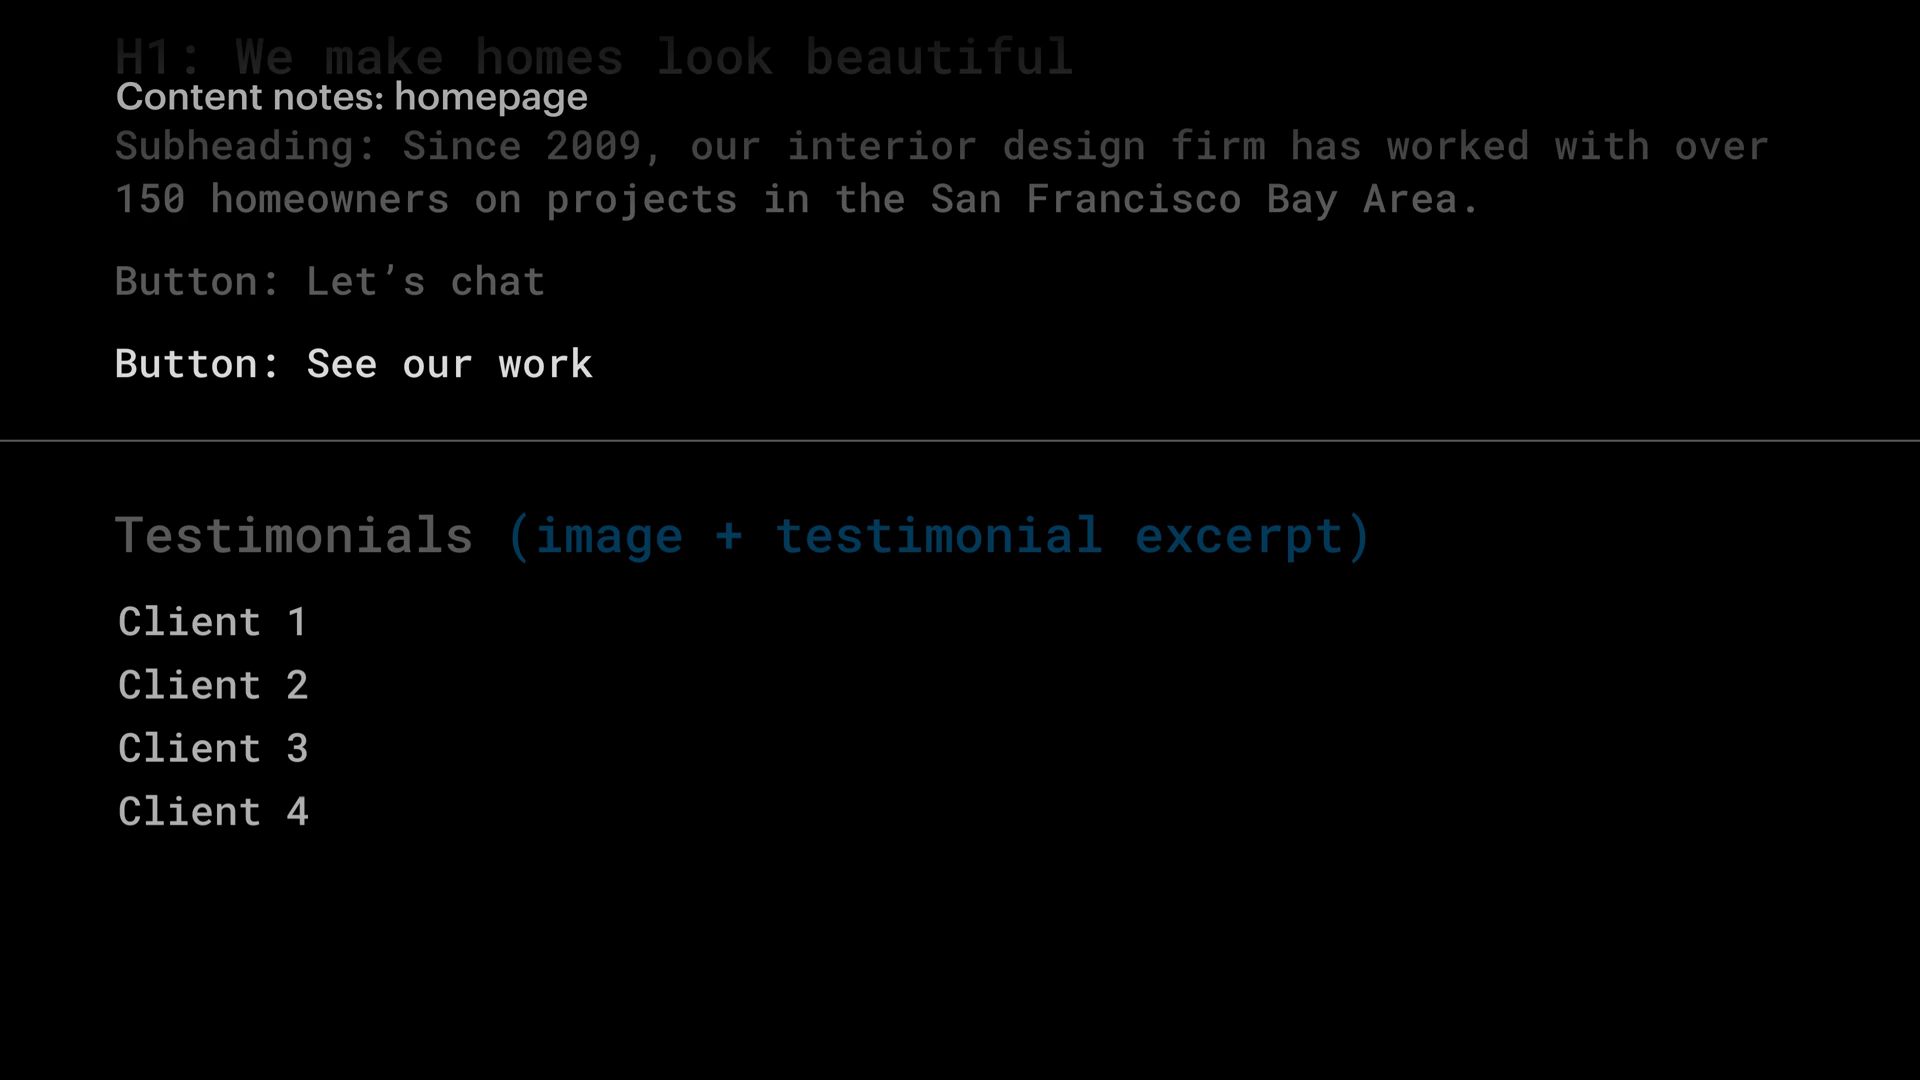 H1: We make homes look beautiful
Content notes: homepage
Subheading: Since 2009, our interior design firm has worked with over
150 homeowners on projects in the San Francisco Bay Area.
Button: Let’s chat
Button: See our work
Testimonials (image + testimonial excerpt)
Client 1
Client 2
Client 3
Client 4